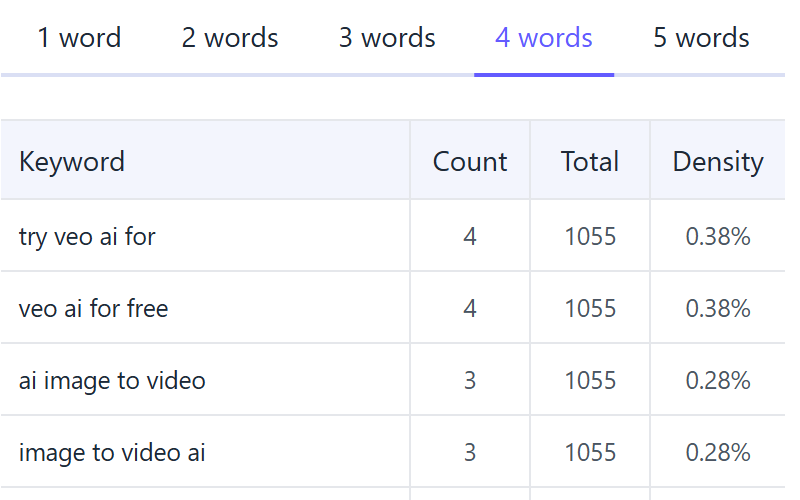 1 word 2 words 3 words 4 words 5 words
Keyword Count Total Density
try veo ai for 4 1055 0.38%
veo ai for free 4 1055 0.38%
ai image to video 3 1055 0.28%
image to video ai 3 1055 0.28%